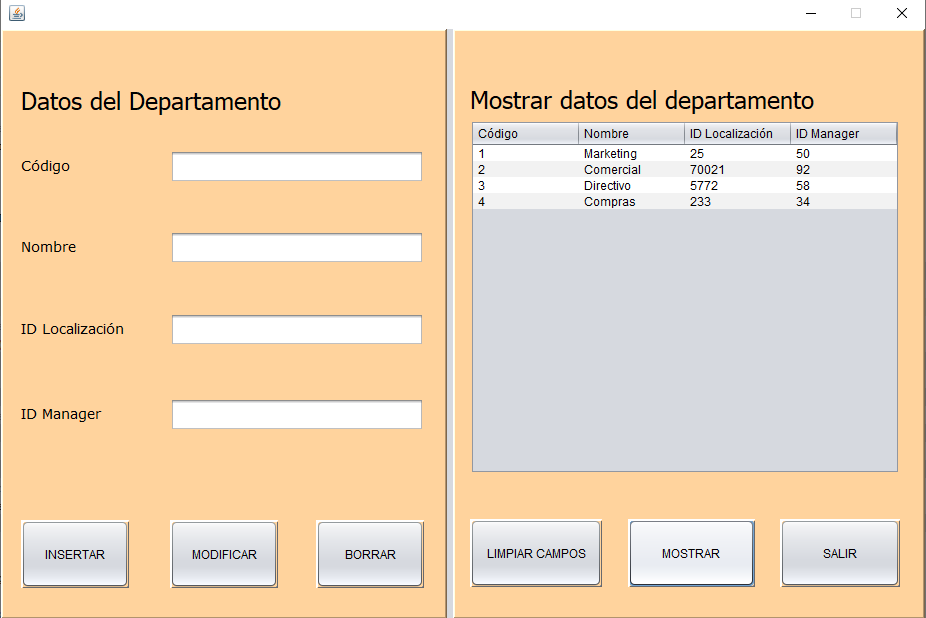 Datos del Departamento
Código
Nombre
ID Localización
ID Manager
INSERTAR MODIFICAR BORRAR
Mostrar datos del departamento
Código Nombre ID Localización ID Manager
1 Marketing 25 50
2 Comercial 70021 92
3 Directivo 5772 58
4 Compras 233 34
LIMPIAR CAMPOS MOSTRAR SALIR